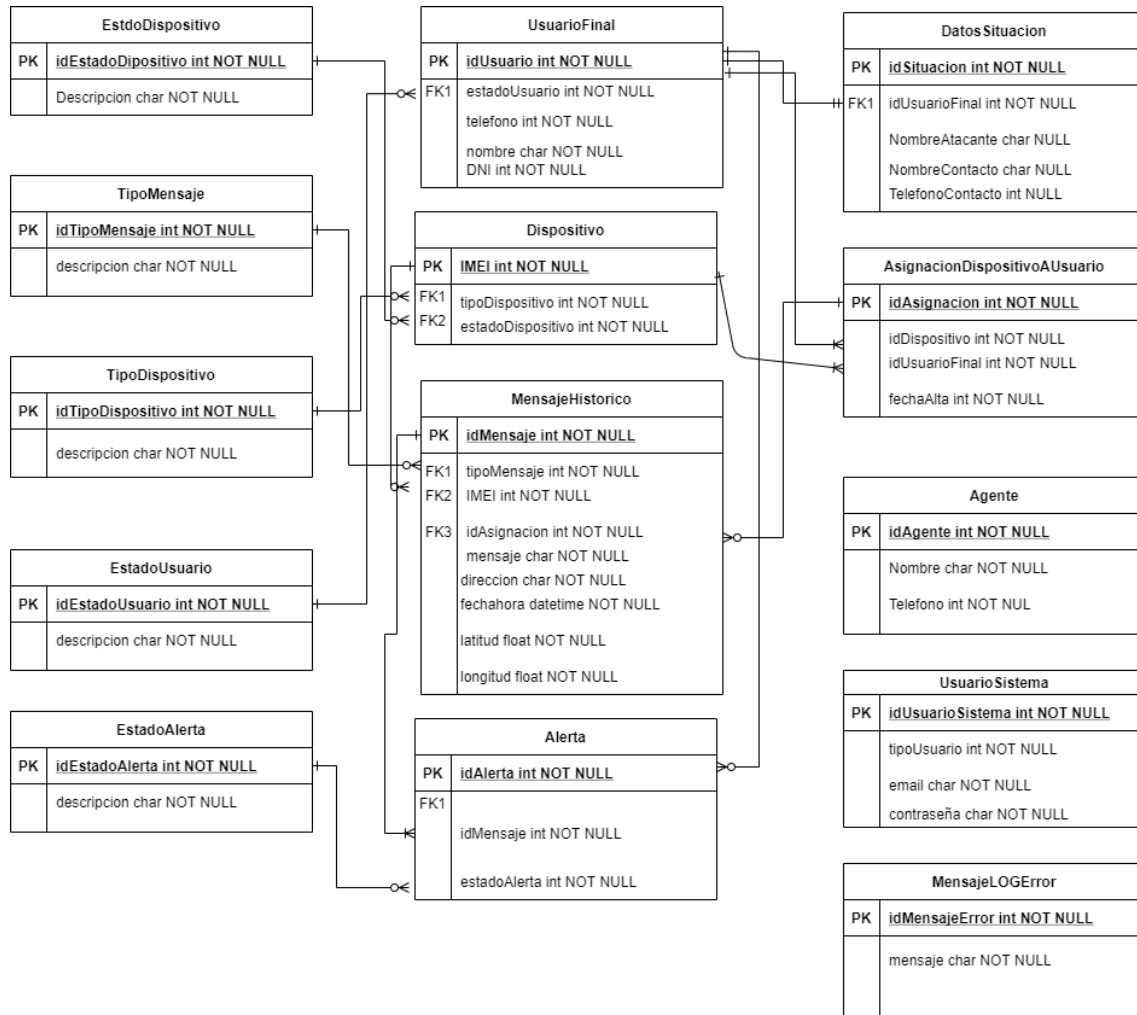 EstdoDispositivo
PK idEstadoDipositivo int NOT NULL
Descripcion char NOT NULL
TipoMensaje
PK idTipoMensaje int NOT NULL
descripcion char NOT NULL
TipoDispositivo
PK idTipoDispositivo int NOT NULL
descripcion char NOT NULL
EstadoUsuario
PK idEstadoUsuario int NOT NULL
descripcion char NOT NULL
EstadoAlerta
PK idEstadoAlerta int NOT NULL
descripcion char NOT NULL
UsuarioFinal
PK idUsuario int NOT NULL
FK1 estadoUsuario int NOT NULL
telefono int NOT NULL
nombre char NOT NULL
DNI int NOT NULL
Dispositivo
PK IMEI int NOT NULL
FK1 tipoDispositivo int NOT NULL
FK2 estadoDispositivo int NOT NULL
MensajeHistorico
PK idMensaje int NOT NULL
FK1 tipoMensaje int NOT NULL
FK2 IMEI int NOT NULL
FK3 idAsignacion int NOT NULL
mensaje char NOT NULL
direccion char NOT NULL
fechahora datetime NOT NULL
latitud float NOT NULL
longitud float NOT NULL
Alerta
PK idAlerta int NOT NULL
FK1
idMensaje int NOT NULL
estadoAlerta int NOT NULL
DatosSituacion
PK idSituacion int NOT NULL
FK1 idUsuarioFinal int NOT NULL
NombreAtacante char NULL
NombreContacto char NULL
TelefonoContacto int NULL
AsignacionDispositivoAUsuario
PK idAsignacion int NOT NULL
idDispositivo int NOT NULL
idUsuarioFinal int NOT NULL
fechaAlta int NOT NULL
Agente
PK idAgente int NOT NULL
Nombre char NOT NULL
Telefono int NOT NUL
UsuarioSistema
PK idUsuarioSistema int NOT NULL
tipoUsuario int NOT NULL
email char NOT NULL
contraseña char NOT NULL
MensajeLOGError
PK idMensajeError int NOT NULL
mensaje char NOT NULL